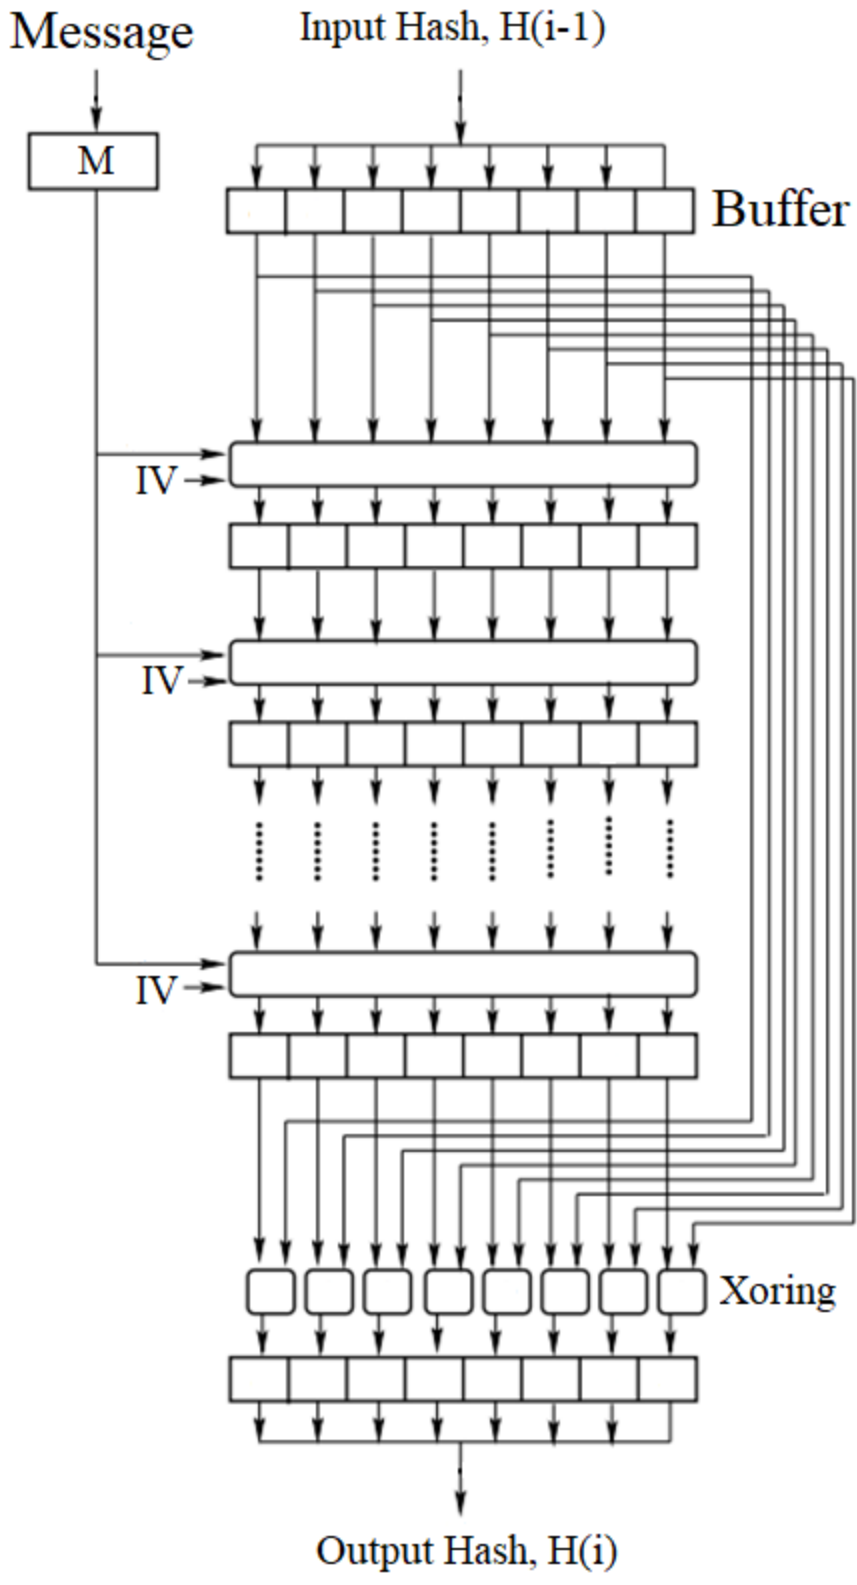 Message
Input Hash, H(i-1)
M
Buffer
IV
IV
IV
Xoring
Output Hash, H(i)